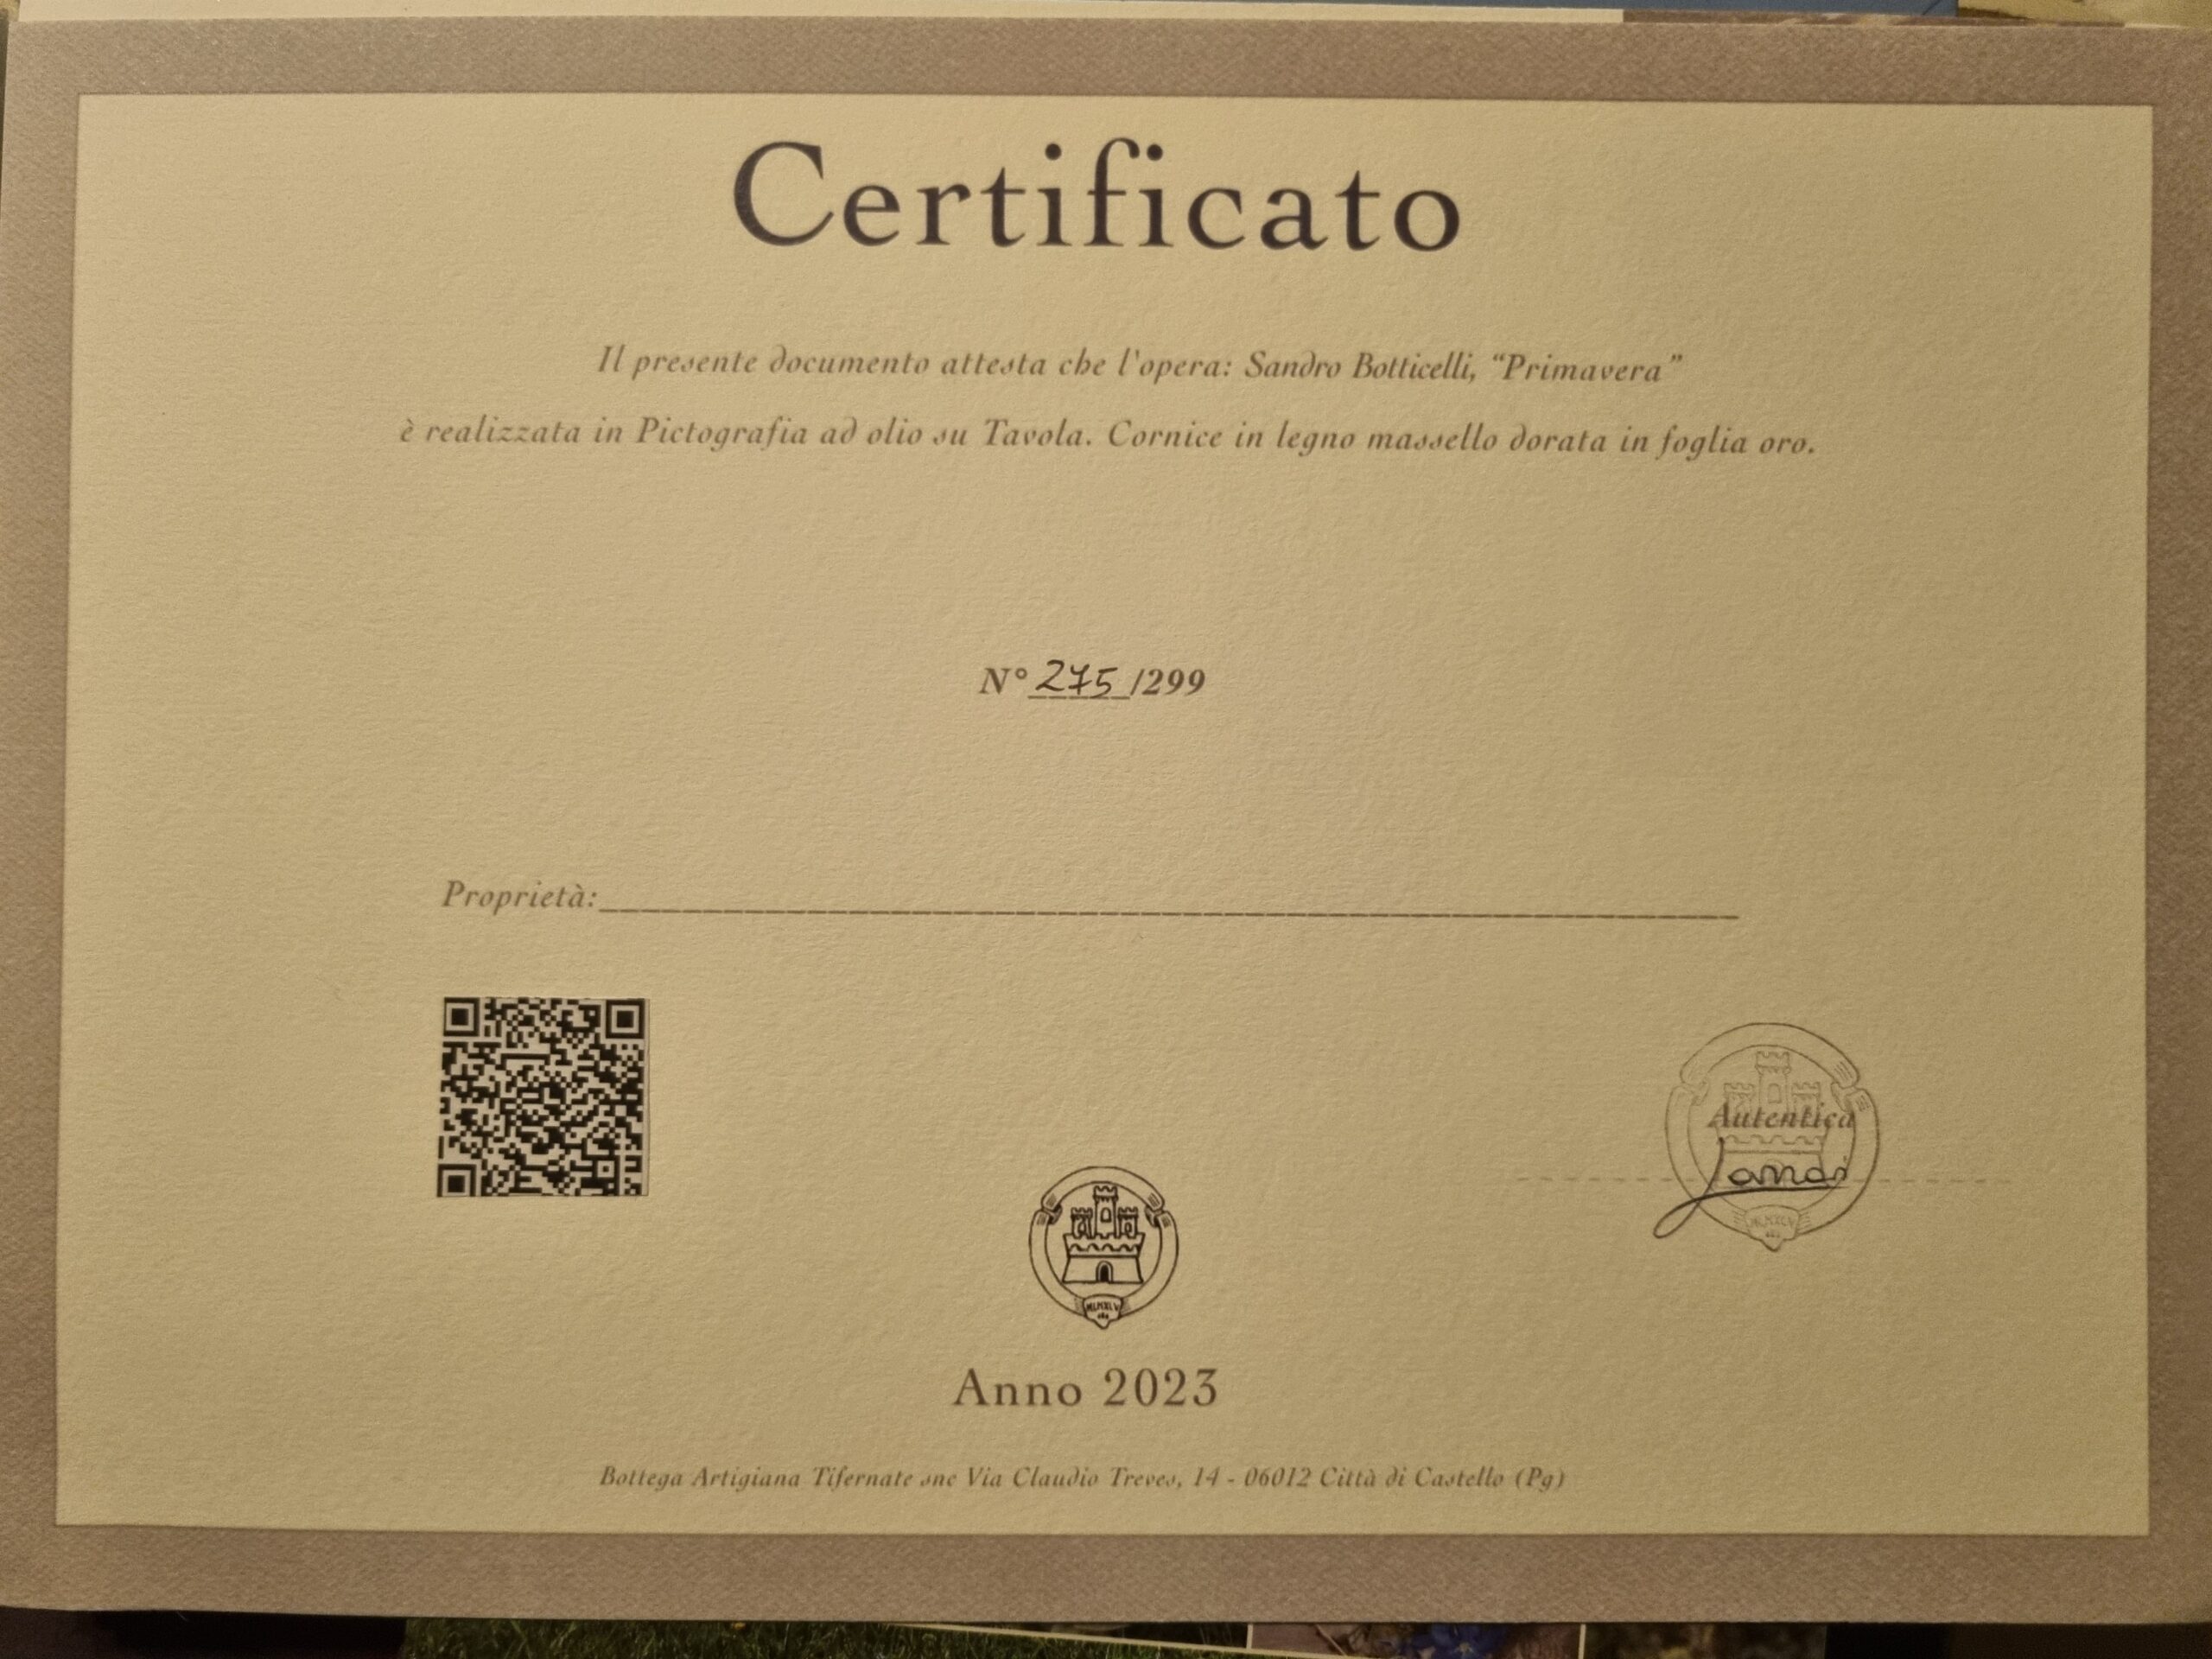 Certificato
Il presente documento attesta che l'opera: Sandro Botticelli, “Primavera”
è realizzata in Pictografia ad olio su Tavola. Cornice in legno massello dorata in foglia oro.
N° 275 /299
Proprietà:
Autentica
Anno 2023
Bottega Artigiana Tifernate snc Via Claudio Treves, 14 - 06012 Città di Castello (Pg)